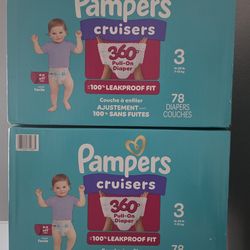 Pampers
cruisers
360°
Pull-On
Diaper
3
100% LEAKPROOF FIT
Couche à enfiler
AJUSTEMENT
100% SANS FUITES
78
DIAPERS
COUCHES
Pampers
cruisers
360°
Pull-On
Diaper
3
100% LEAKPROOF FIT
78